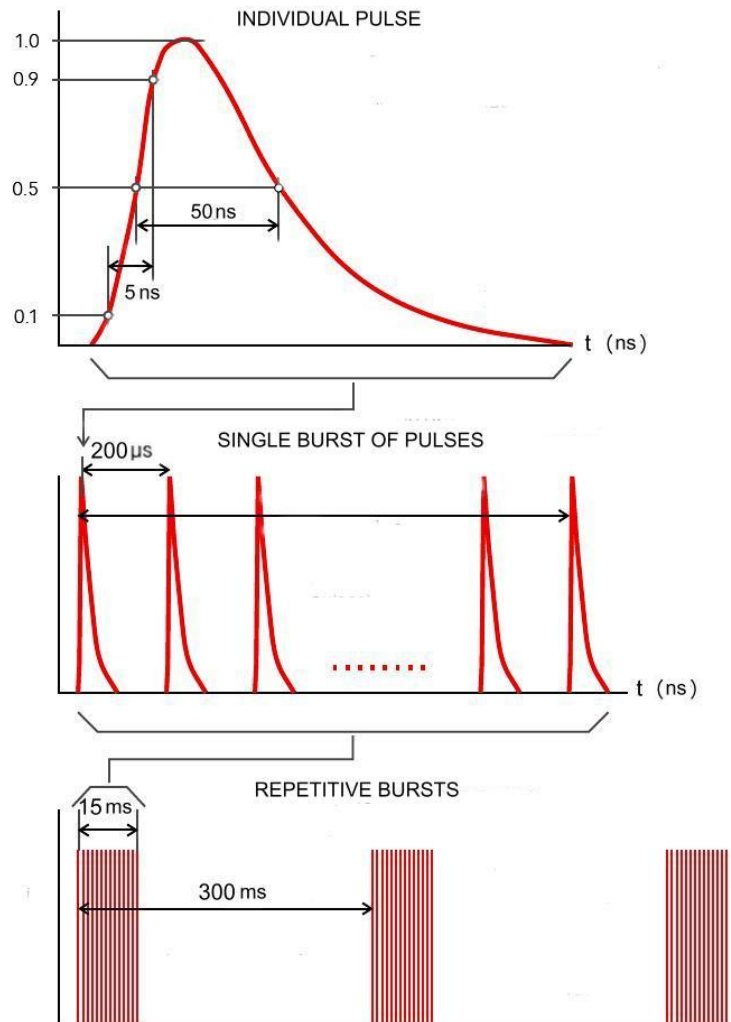 INDIVIDUAL PULSE
1.0
0.9
0.5
50ns
5ns
0.1
t (ns)
SINGLE BURST OF PULSES
200µs
t (ns)
REPETITIVE BURSTS
15ms
300ms